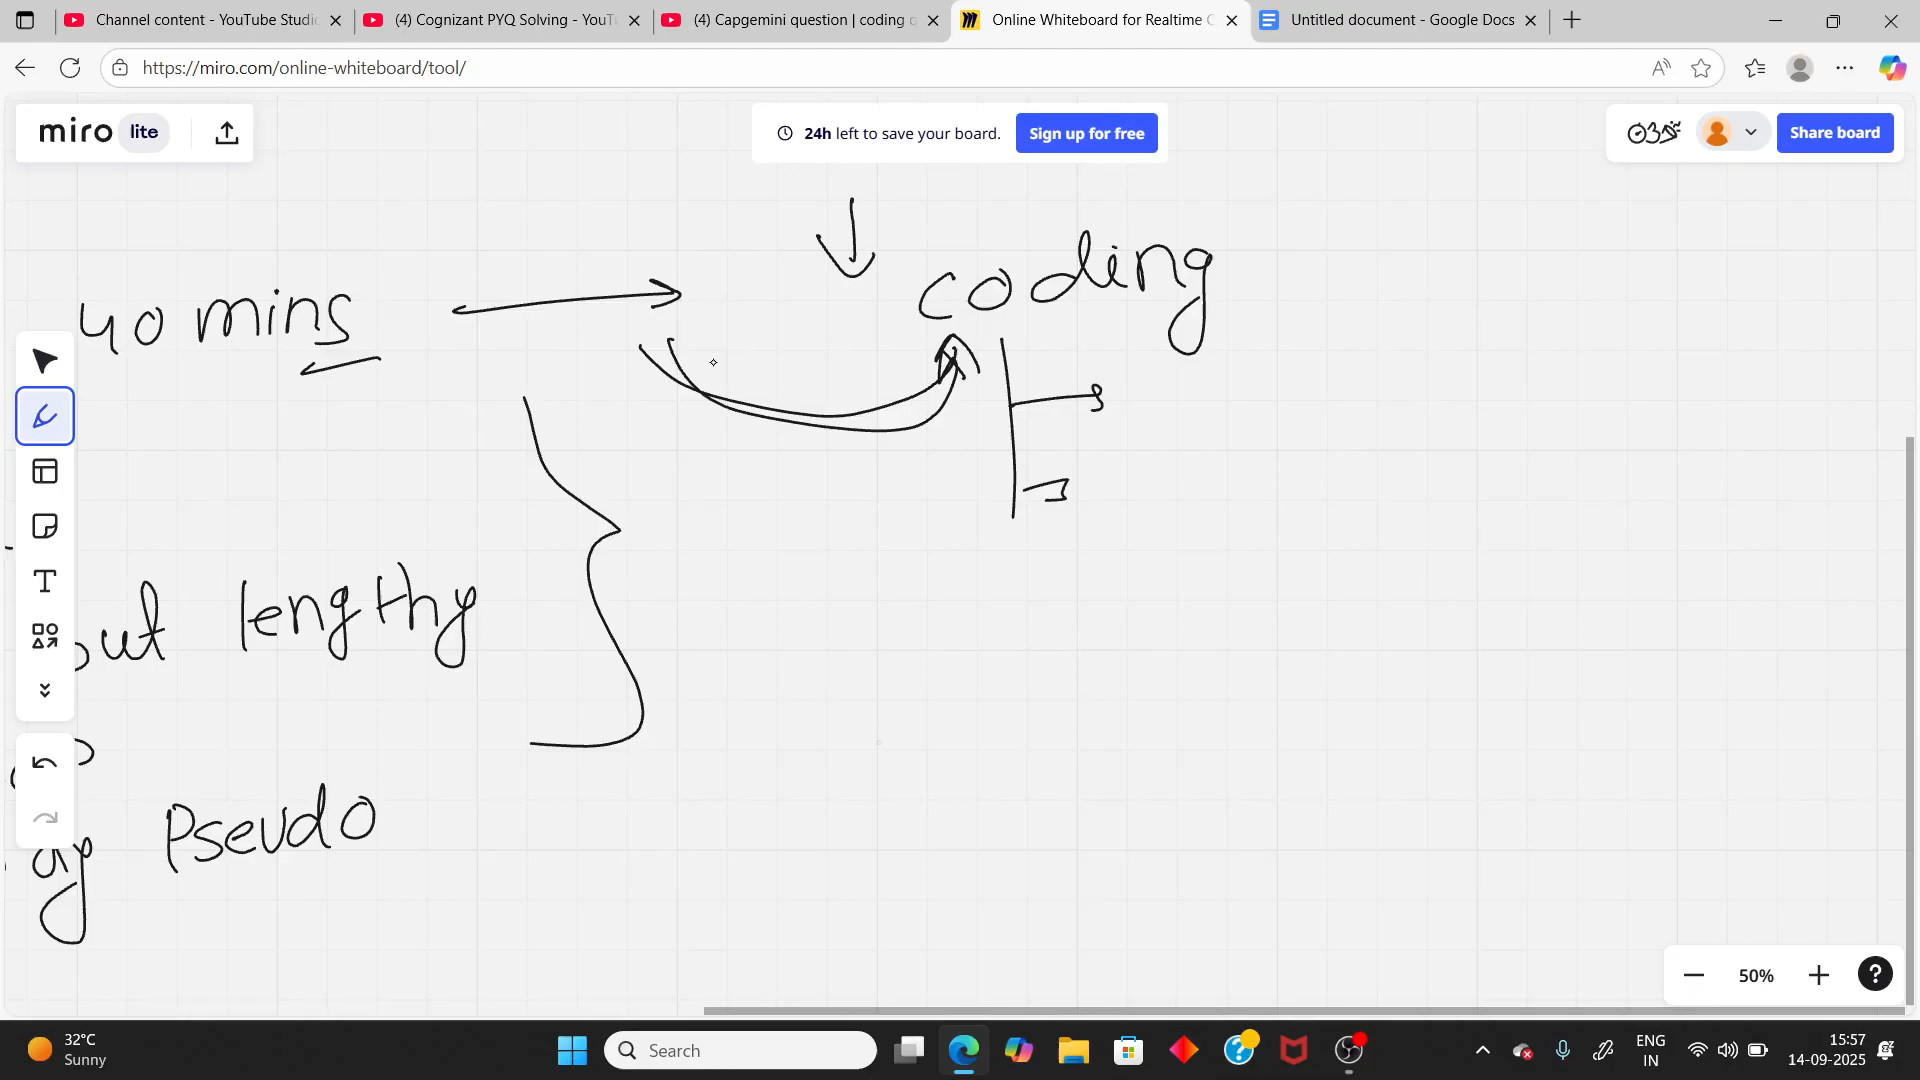 Channel content - YouTube Studi
(4) Cognizant PYQ Solving - YouT
(4) Capgemini question | coding q
Online Whiteboard for Realtime C
Untitled document - Google Docs
https://miro.com/online-whiteboard/tool/
miro lite
24h left to save your board.
Sign up for free
Share board
coding
40 mins
out lengthy
Pseudo
50%
32°C
Sunny
Search
ENG
IN
15:57
14-09-2025